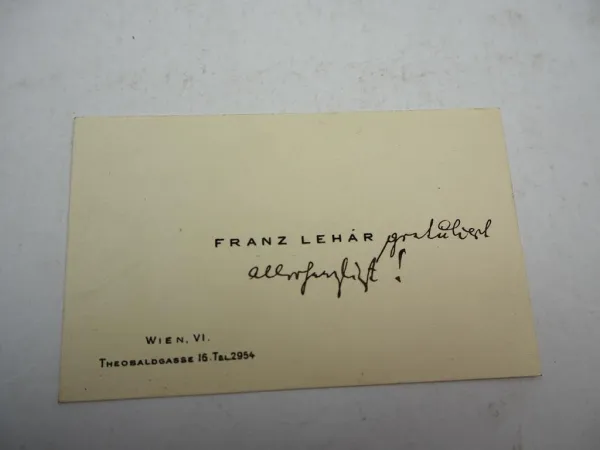 FRANZ LEHÁR gratuliert
allerherzlichst!
WIEN, VI.
THEOBALDGASSE 16. TEL. 2954